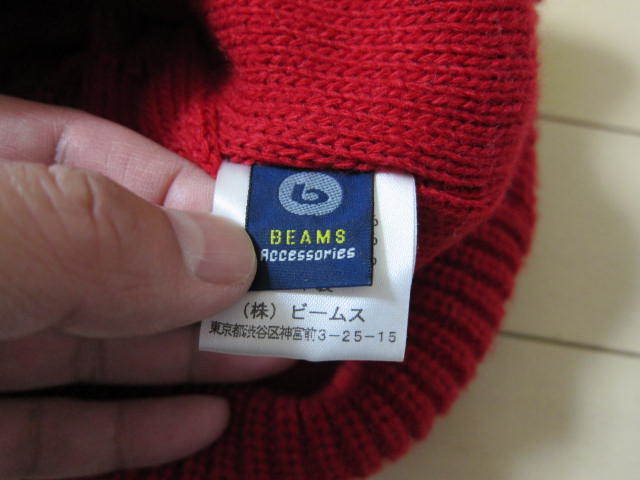 b
BEAMS
Accessories
製
(株)ビームス
東京都渋谷区神宮前3-25-15